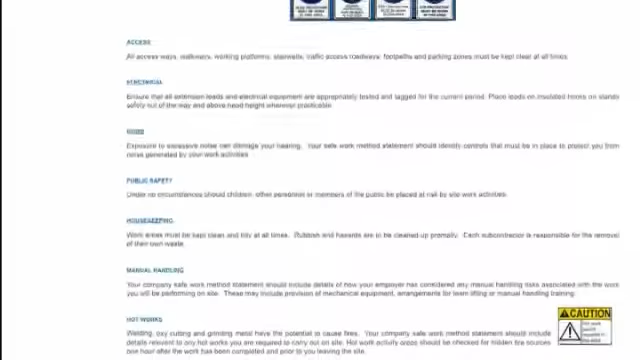 ACCESS
All access ways, walkways, working platforms, stairwells, traffic access roadways, footpaths and parking zones must be kept clear at all times.
ELECTRICAL
Ensure that all extension leads and electrical equipment are appropriately tested and tagged for the current period. Place leads on insulated hooks on stands
safely out of the way and above head height wherever practicable.
NOISE
Exposure to excessive noise can damage your hearing. Your safe work method statement should identify controls that must be in place to protect you from
noise generated by your work activities.
PUBLIC SAFETY
Under no circumstances should children, other personnel or members of the public be placed at risk by site work activities.
HOUSEKEEPING
Work areas must be kept clean and tidy at all times. Rubbish and hazards are to be cleaned up promptly. Each subcontractor is responsible for the removal
of their own waste.
MANUAL HANDLING
Your company safe work method statement should include details of how your employer has considered any manual handling risks associated with the work
you will be performing on site. These may include provision of mechanical equipment, arrangements for team lifting or manual handling training.
HOT WORKS
Welding, oxy cutting and grinding metal have the potential to cause fires. Your company safe work method statement should include
details relevant to any hot works you are required to carry out on site. Hot work activity areas should be checked for hidden fire sources
one hour after the work has been completed and prior to you leaving the site.
CAUTION